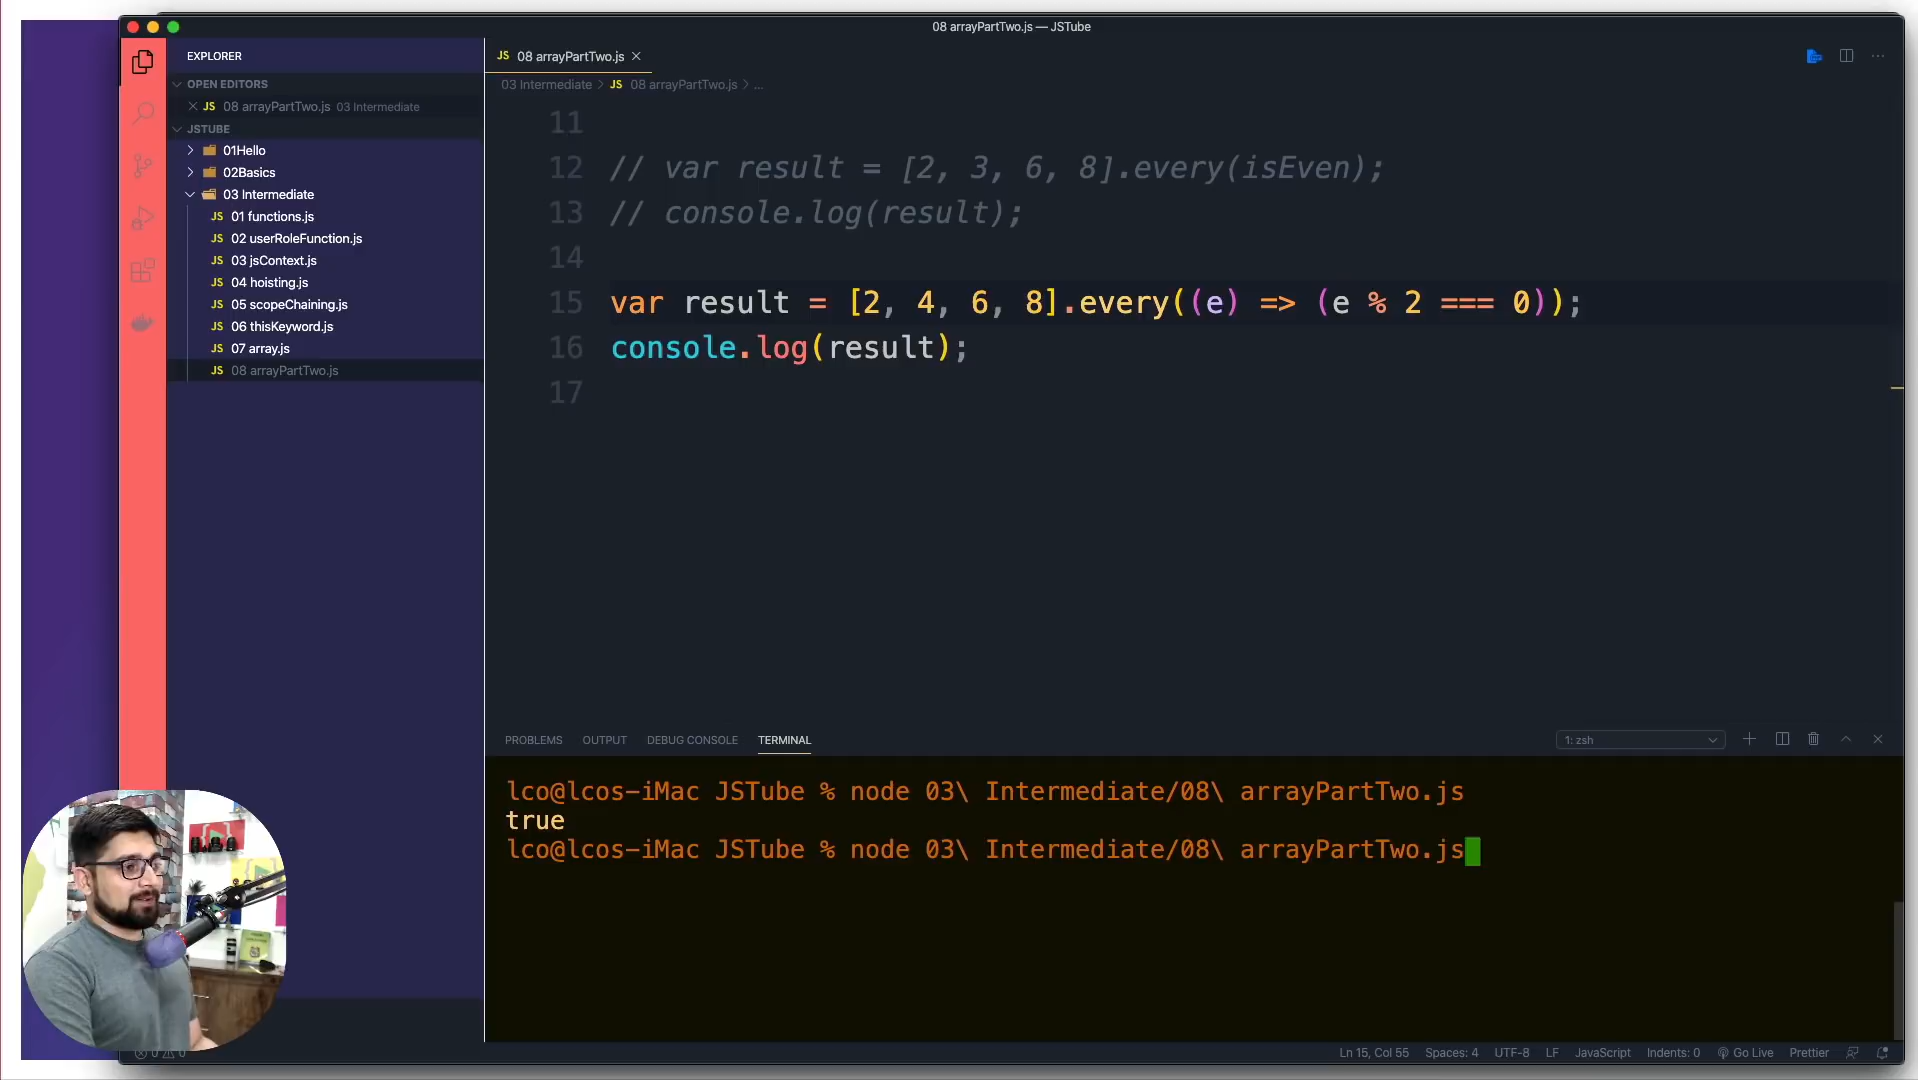 08 arrayPartTwo.js — JSTube
EXPLORER
OPEN EDITORS
JS 08 arrayPartTwo.js 03 Intermediate
JSTUBE
01Hello
02Basics
03 Intermediate
JS 01 functions.js
JS 02 userRoleFunction.js
JS 03 jsContext.js
JS 04 hoisting.js
JS 05 scopeChaining.js
JS 06 thisKeyword.js
JS 07 array.js
JS 08 arrayPartTwo.js
JS 08 arrayPartTwo.js
03 Intermediate > JS 08 arrayPartTwo.js > ...
11
12 // var result = [2, 3, 6, 8].every(isEven);
13 // console.log(result);
14
15 var result = [2, 4, 6, 8].every((e) => (e % 2 === 0));
16 console.log(result);
17
PROBLEMS OUTPUT DEBUG CONSOLE TERMINAL
1: zsh
lco@lcos-iMac JSTube % node 03\ Intermediate/08\ arrayPartTwo.js
true
lco@lcos-iMac JSTube % node 03\ Intermediate/08\ arrayPartTwo.js
0 0
Ln 15, Col 55 Spaces: 4 UTF-8 LF JavaScript Indents: 0 Go Live Prettier